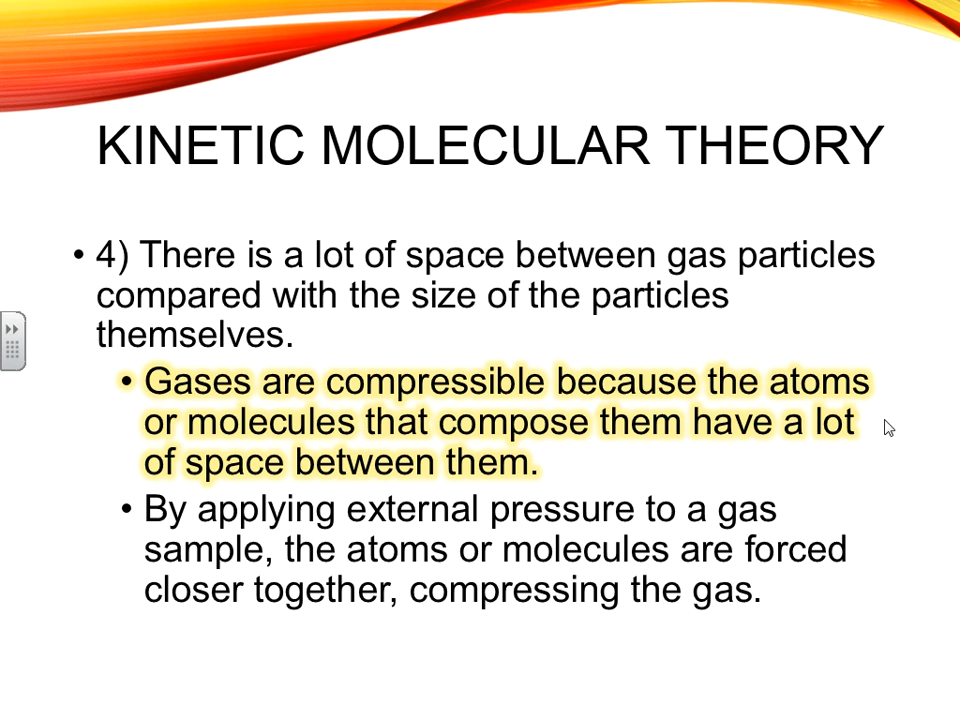 KINETIC MOLECULAR THEORY
• 4) There is a lot of space between gas particles
compared with the size of the particles
themselves.
• Gases are compressible because the atoms
or molecules that compose them have a lot
of space between them.
• By applying external pressure to a gas
sample, the atoms or molecules are forced
closer together, compressing the gas.